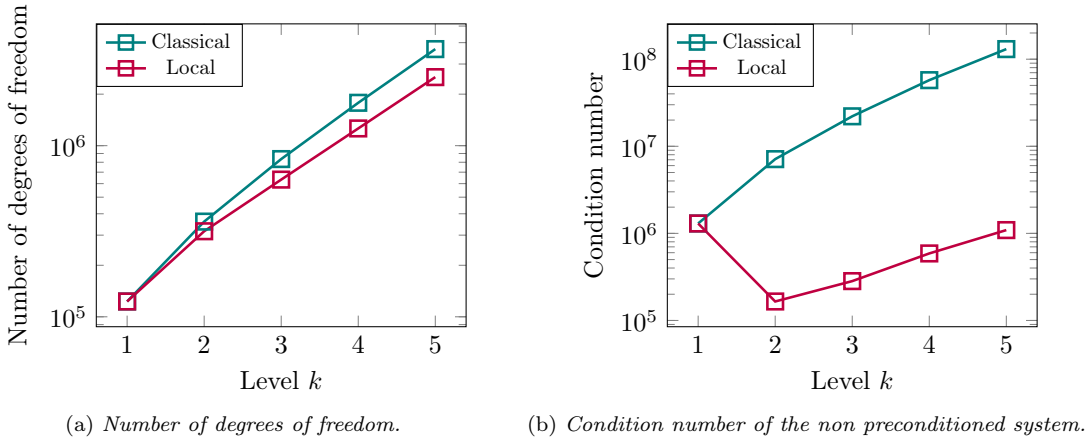 Number of degrees of freedom
10^6
10^5
Classical
Local
1 2 3 4 5
Level k
(a) Number of degrees of freedom.
Condition number
10^8
10^7
10^6
10^5
Classical
Local
1 2 3 4 5
Level k
(b) Condition number of the non preconditioned system.